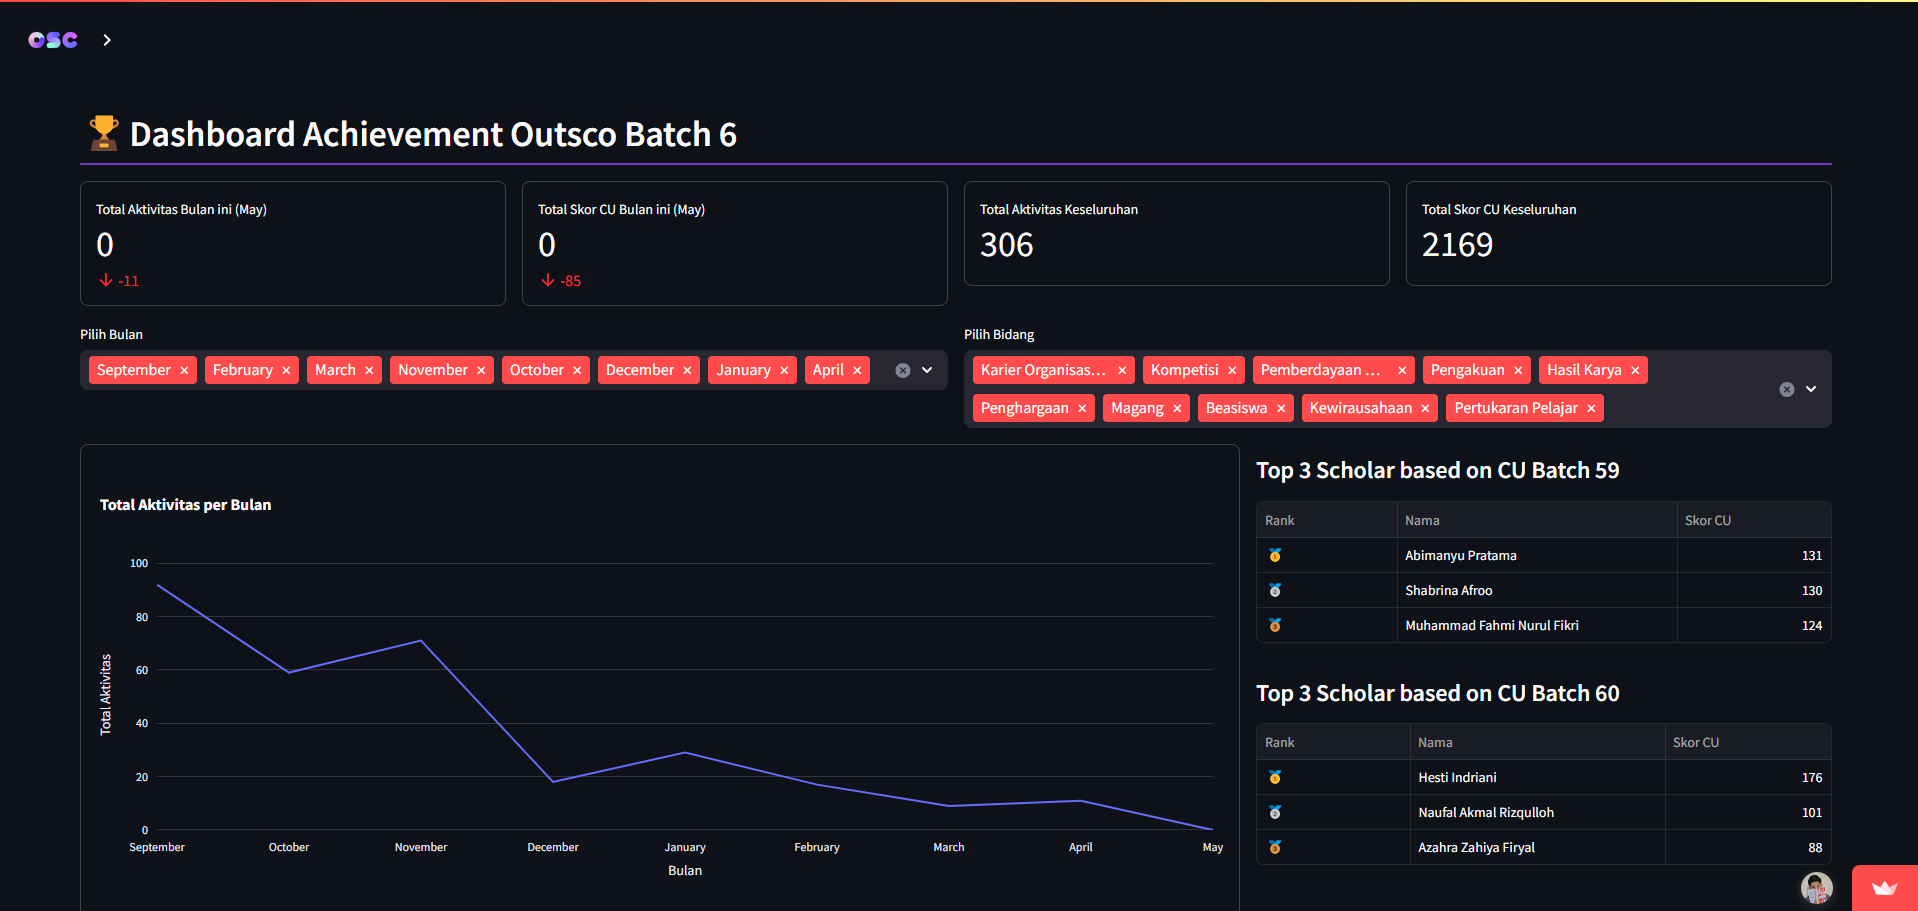 osc
Dashboard Achievement Outsco Batch 6
Total Aktivitas Bulan ini (May)
0
-11
Total Skor CU Bulan ini (May)
0
-85
Total Aktivitas Keseluruhan
306
Total Skor CU Keseluruhan
2169
Pilih Bulan
September February March November October December January April
Pilih Bidang
Karier Organisas... Kompetisi Pemberdayaan ... Pengakuan Hasil Karya
Penghargaan Magang Beasiswa Kewirausahaan Pertukaran Pelajar
Total Aktivitas per Bulan
100
80
60
40
20
0
Total Aktivitas
September October November December January February March April May
Bulan
Top 3 Scholar based on CU Batch 59
Rank Nama Skor CU
1 Abimanyu Pratama 131
2 Shabrina Afroo 130
3 Muhammad Fahmi Nurul Fikri 124
Top 3 Scholar based on CU Batch 60
Rank Nama Skor CU
1 Hesti Indriani 176
2 Naufal Akmal Rizqulloh 101
3 Azahra Zahiya Firyal 88